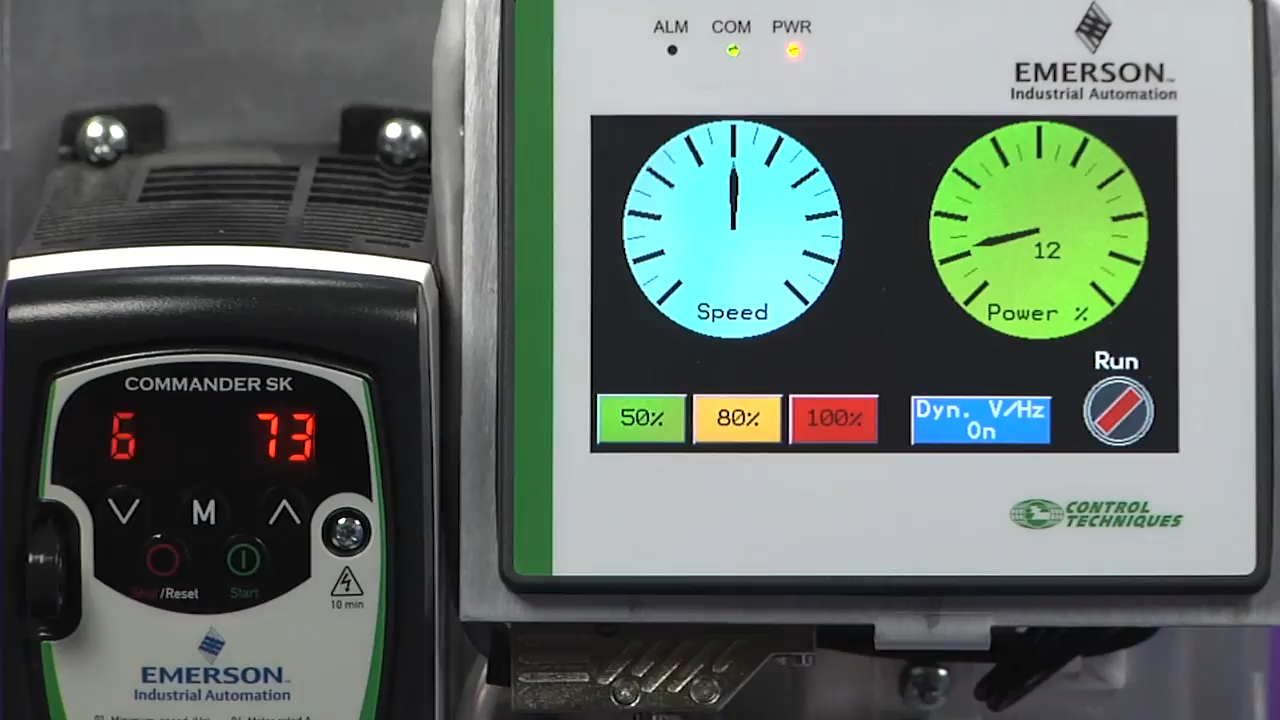 ALM COM PWR
EMERSON
Industrial Automation
12
Speed
Power %
Run
50% 80% 100%
Dyn. V/Hz
On
CONTROL
TECHNIQUES
COMMANDER SK
6 73
M
Stop/Reset Start
10 min
EMERSON
Industrial Automation